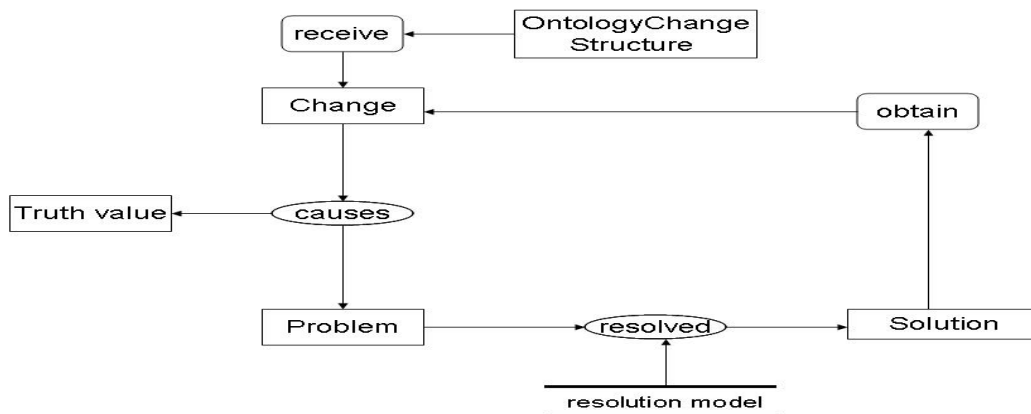 receive
OntologyChange
Structure
Change
obtain
Truth value
causes
Problem
resolved
Solution
resolution model